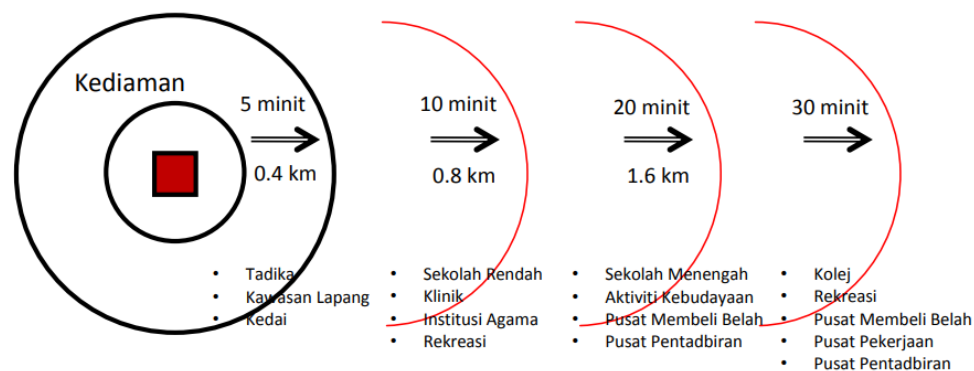 Kediaman
5 minit
0.4 km
10 minit
0.8 km
20 minit
1.6 km
30 minit
• Tadika
• Kawasan Lapang
• Kedai
• Sekolah Rendah
• Klinik
• Institusi Agama
• Rekreasi
• Sekolah Menengah
• Aktiviti Kebudayaan
• Pusat Membeli Belah
• Pusat Pentadbiran
• Kolej
• Rekreasi
• Pusat Membeli Belah
• Pusat Pekerjaan
• Pusat Pentadbiran